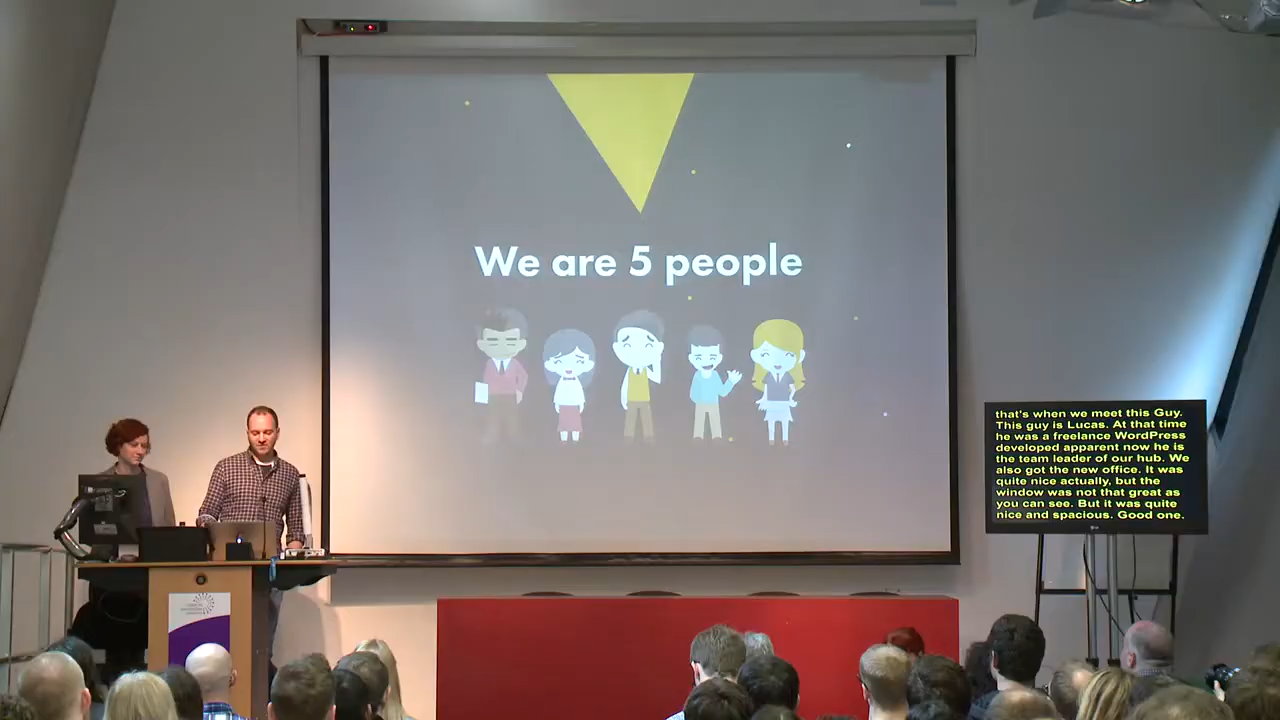 We are 5 people
that's when we meet this Guy.
This guy is Lucas. At that time
he was a freelance WordPress
developed apparent now he is
the team leader of our hub. We
also got the new office. It was
quite nice actually, but the
window was not that great as
you can see. But it was quite
nice and spacious. Good one.